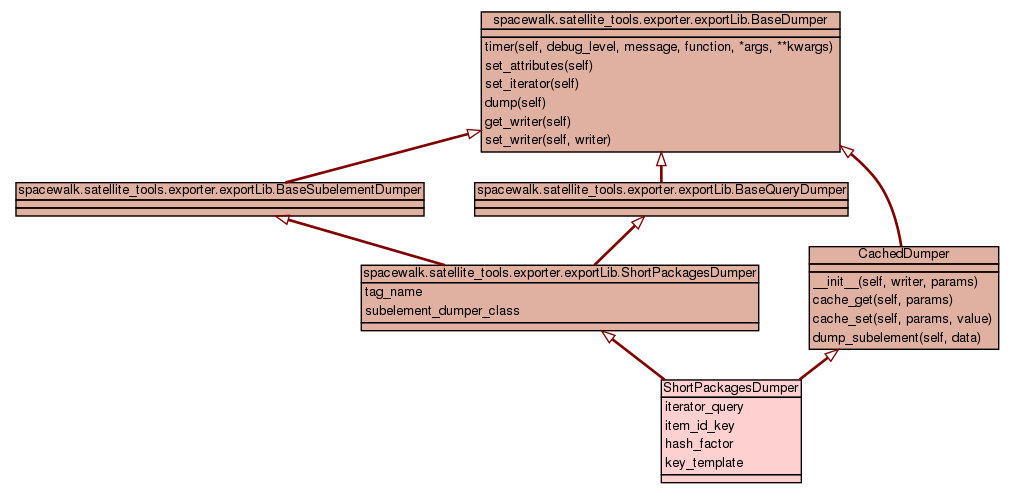 spacewalk.satellite_tools.exporter.exportLib.BaseDumper
timer(self, debug_level, message, function, *args, **kwargs)
set_attributes(self)
set_iterator(self)
dump(self)
get_writer(self)
set_writer(self, writer)
spacewalk.satellite_tools.exporter.exportLib.BaseSubelementDumper
spacewalk.satellite_tools.exporter.exportLib.BaseQueryDumper
CachedDumper
__init__(self, writer, params)
cache_get(self, params)
cache_set(self, params, value)
dump_subelement(self, data)
spacewalk.satellite_tools.exporter.exportLib.ShortPackagesDumper
tag_name
subelement_dumper_class
ShortPackagesDumper
iterator_query
item_id_key
hash_factor
key_template